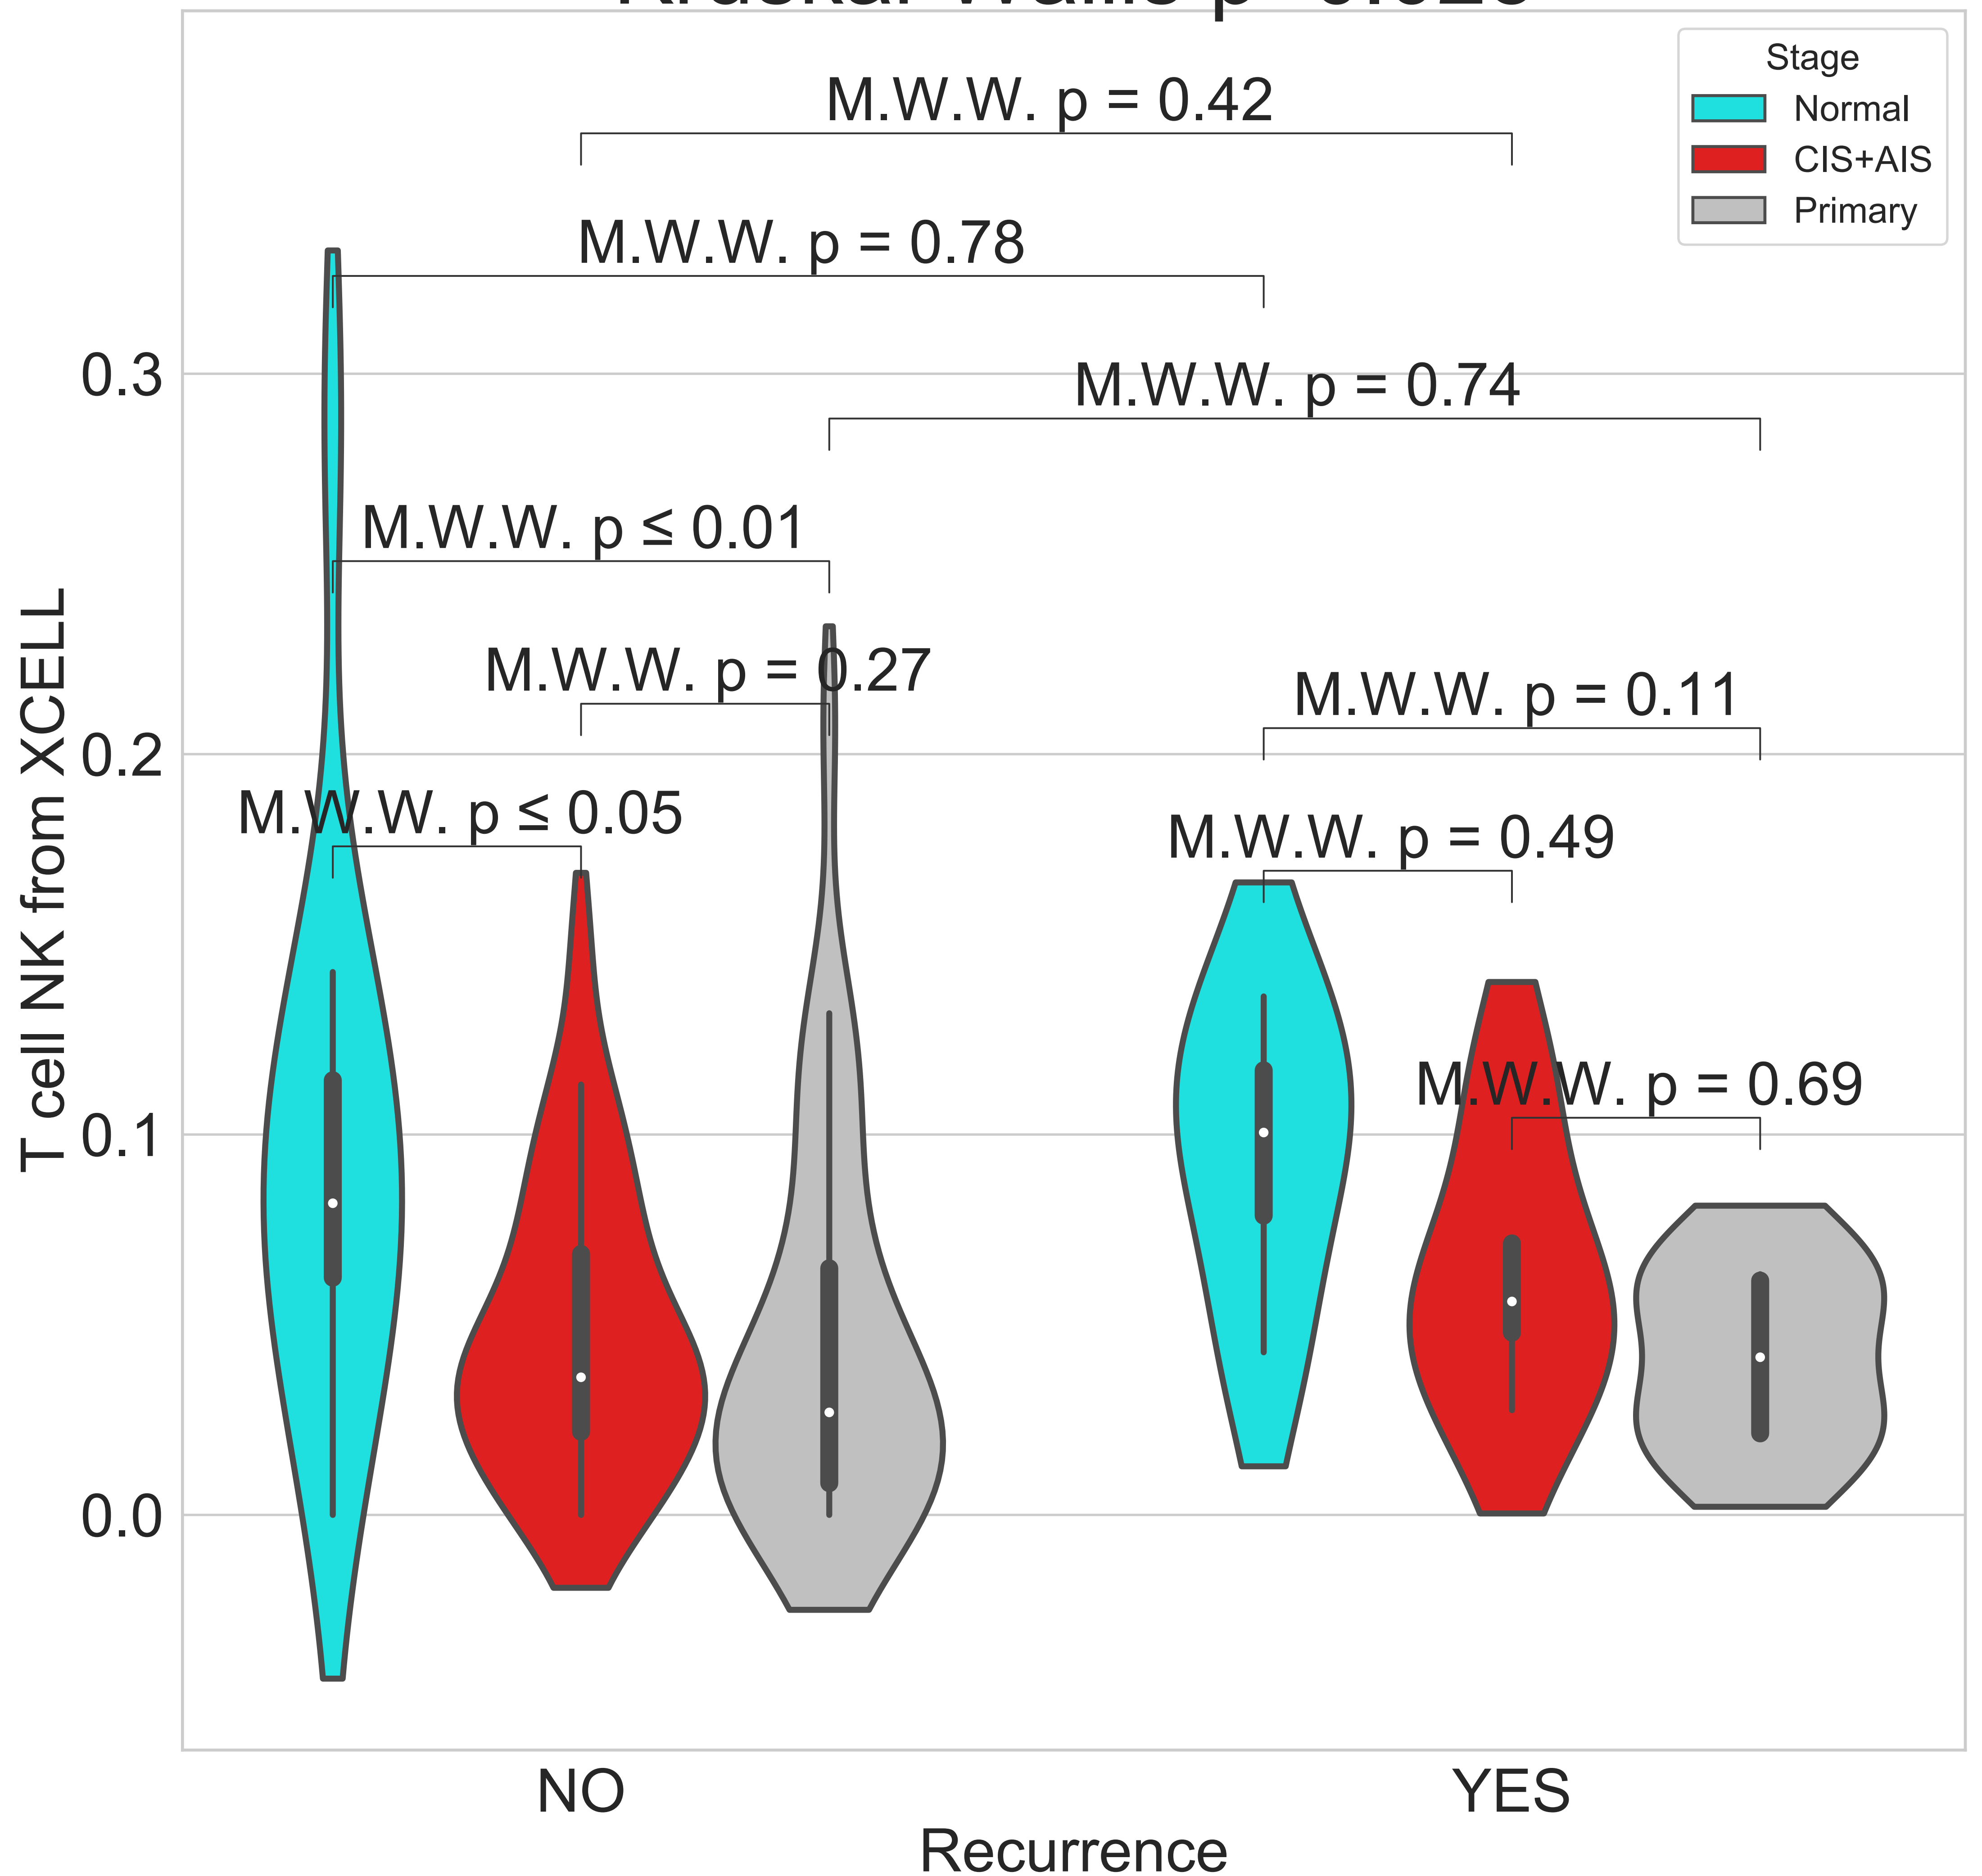 Stage
Normal
CIS+AIS
Primary
M.W.W. p = 0.42
M.W.W. p = 0.78
M.W.W. p = 0.74
M.W.W. p ≤ 0.01
M.W.W. p = 0.27
M.W.W. p = 0.11
M.W.W. p ≤ 0.05
M.W.W. p = 0.49
M.W.W. p = 0.69
T cell NK from XCELL
0.3
0.2
0.1
0.0
NO
YES
Recurrence